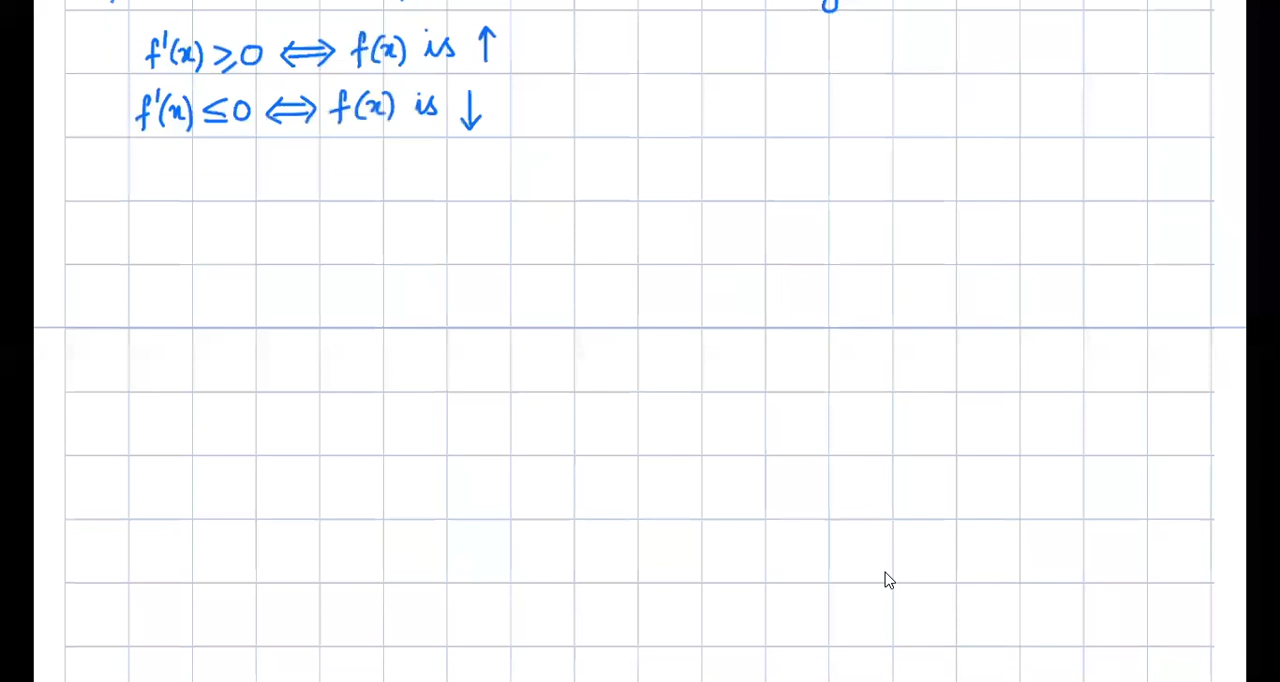 f'(x) ≥ 0 ⟺ f(x) is ↑
f'(x) ≤ 0 ⟺ f(x) is ↓